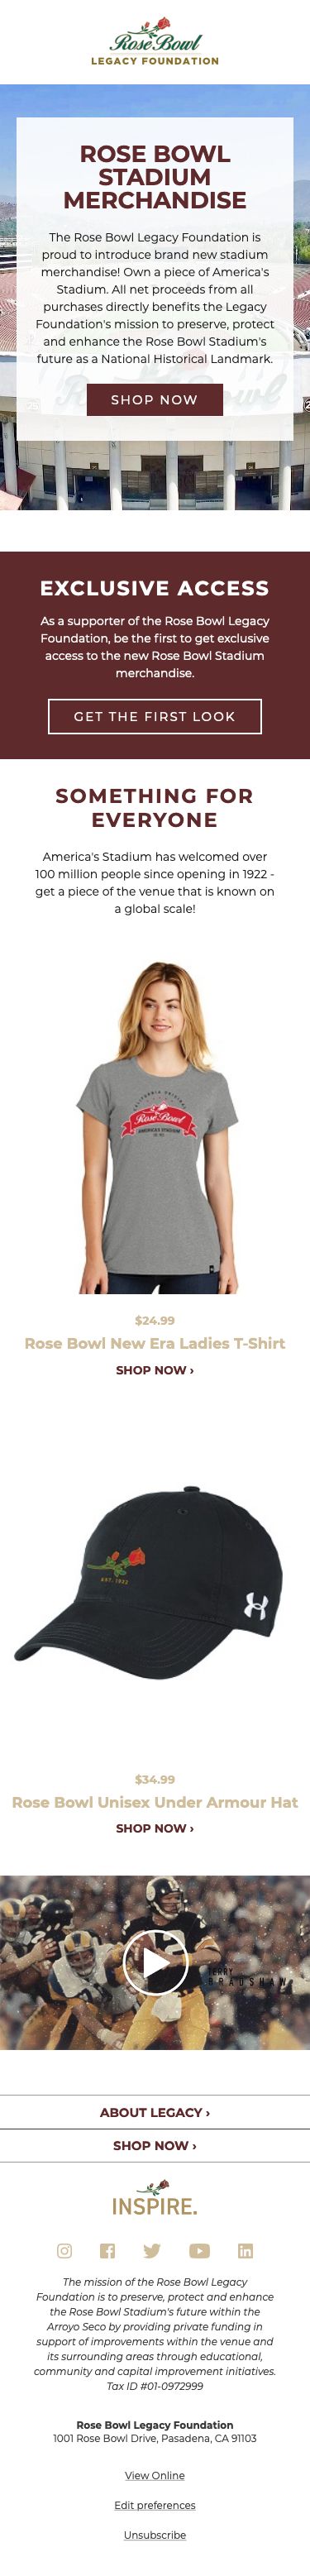 Rose Bowl
LEGACY FOUNDATION
ROSE BOWL
STADIUM
MERCHANDISE
The Rose Bowl Legacy Foundation is
proud to introduce brand new stadium
merchandise! Own a piece of America's
Stadium. All net proceeds from all
purchases directly benefits the Legacy
Foundation's mission to preserve, protect
and enhance the Rose Bowl Stadium's
future as a National Historical Landmark.
SHOP NOW
EXCLUSIVE ACCESS
As a supporter of the Rose Bowl Legacy
Foundation, be the first to get exclusive
access to the new Rose Bowl Stadium
merchandise.
GET THE FIRST LOOK
SOMETHING FOR
EVERYONE
America's Stadium has welcomed over
100 million people since opening in 1922 -
get a piece of the venue that is known on
a global scale!
CALIFORNIA ORIGINAL
Rose Bowl
AMERICA'S STADIUM
$24.99
Rose Bowl New Era Ladies T-Shirt
SHOP NOW ›
EST. 1922
$34.99
Rose Bowl Unisex Under Armour Hat
SHOP NOW ›
TERRY
BRADSHAW
ABOUT LEGACY ›
SHOP NOW ›
INSPIRE.
The mission of the Rose Bowl Legacy
Foundation is to preserve, protect and enhance
the Rose Bowl Stadium's future within the
Arroyo Seco by providing private funding in
support of improvements within the venue and
its surrounding areas through educational,
community and capital improvement initiatives.
Tax ID #01-0972999
Rose Bowl Legacy Foundation
1001 Rose Bowl Drive, Pasadena, CA 91103
View Online
Edit preferences
Unsubscribe